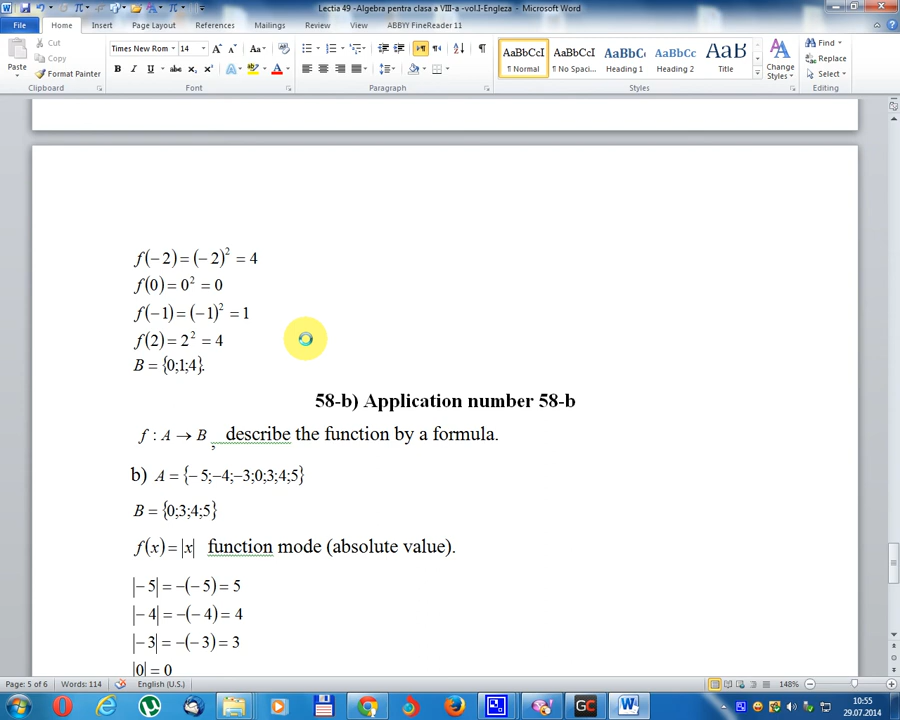 Lectia 49 -Algebra pentra clasa a VIII-a -vol.I-Engleza - Microsoft Word
File Home Insert Page Layout References Mailings Review View ABBYY FineReader 11
Paste Cut Copy Format Painter Clipboard
Times New Rom 14 Font
Paragraph
AaBbCcI Normal AaBbCcI No Spaci... AaBbC Heading 1 AaBbCc Heading 2 AaB Title Change Styles Styles
Find Replace Select Editing
f(−2) = (−2)² = 4
f(0) = 0² = 0
f(−1) = (−1)² = 1
f(2) = 2² = 4
B = {0;1;4}.
58-b) Application number 58-b
f : A → B , describe the function by a formula.
b) A = {−5;−4;−3;0;3;4;5}
B = {0;3;4;5}
f(x) = |x| function mode (absolute value).
|−5| = −(−5) = 5
|−4| = −(−4) = 4
|−3| = −(−3) = 3
|0| = 0
Page: 5 of 6 Words: 114 English (U.S.) 148%
10:55
29.07.2014